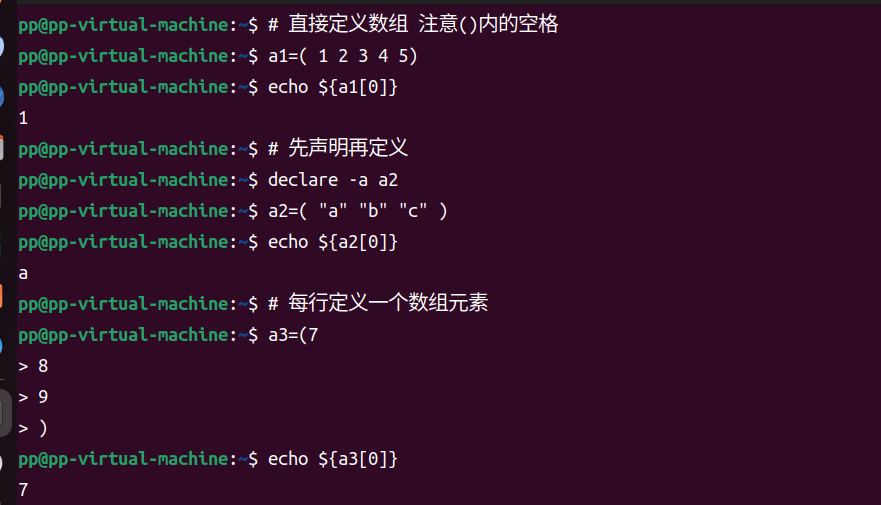 pp@pp-virtual-machine:~$ # 直接定义数组 注意()内的空格
pp@pp-virtual-machine:~$ a1=( 1 2 3 4 5)
pp@pp-virtual-machine:~$ echo ${a1[0]}
1
pp@pp-virtual-machine:~$ # 先声明再定义
pp@pp-virtual-machine:~$ declare -a a2
pp@pp-virtual-machine:~$ a2=( "a" "b" "c" )
pp@pp-virtual-machine:~$ echo ${a2[0]}
a
pp@pp-virtual-machine:~$ # 每行定义一个数组元素
pp@pp-virtual-machine:~$ a3=(7
> 8
> 9
> )
pp@pp-virtual-machine:~$ echo ${a3[0]}
7